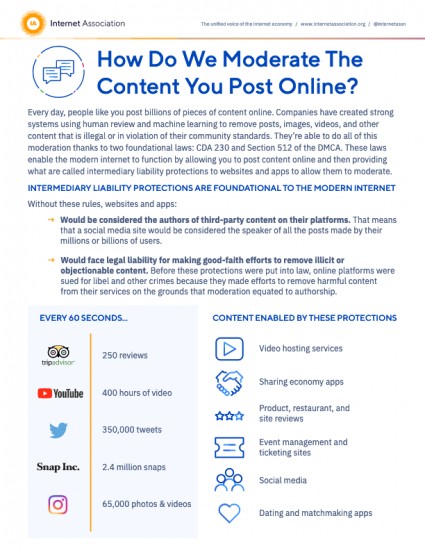 IA Internet Association
The unified voice of the internet economy / www.internetassociation.org / @internetassn
How Do We Moderate The
Content You Post Online?
Every day, people like you post billions of pieces of content online. Companies have created strong
systems using human review and machine learning to remove posts, images, videos, and other
content that is illegal or in violation of their community standards. They're able to do all of this
moderation thanks to two foundational laws: CDA 230 and Section 512 of the DMCA. These laws
enable the modern internet to function by allowing you to post content online and then providing
what are called intermediary liability protections to websites and apps to allow them to moderate.
INTERMEDIARY LIABILITY PROTECTIONS ARE FOUNDATIONAL TO THE MODERN INTERNET
Without these rules, websites and apps:
→ Would be considered the authors of third-party content on their platforms. That means
that a social media site would be considered the speaker of all the posts made by their
millions or billions of users.
→ Would face legal liability for making good-faith efforts to remove illicit or
objectionable content. Before these protections were put into law, online platforms were
sued for libel and other crimes because they made efforts to remove harmful content
from their services on the grounds that moderation equated to authorship.
EVERY 60 SECONDS...
tripadvisor
250 reviews
YouTube
400 hours of video
350,000 tweets
Snap Inc.
2.4 million snaps
65,000 photos & videos
CONTENT ENABLED BY THESE PROTECTIONS
Video hosting services
Sharing economy apps
Product, restaurant, and
site reviews
Event management and
ticketing sites
Social media
Dating and matchmaking apps